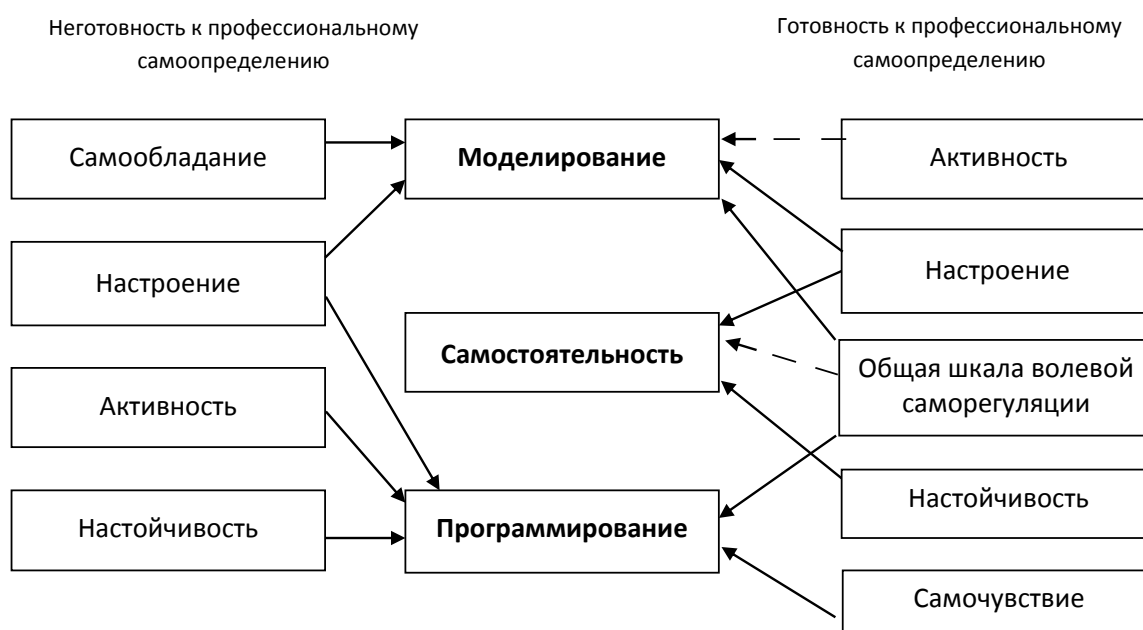 Неготовность к профессиональному
самоопределению
Готовность к профессиональному
самоопределению
Самообладание
Моделирование
Активность
Настроение
Настроение
Самостоятельность
Общая шкала волевой
саморегуляции
Активность
Настойчивость
Программирование
Настойчивость
Самочувствие